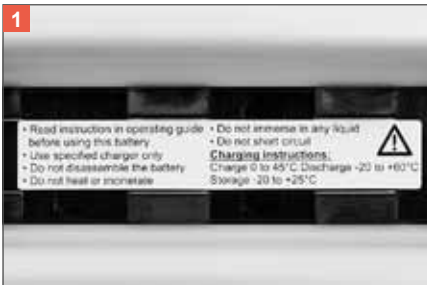 1
• Read instruction in operating guide
before using this battery
• Use specified charger only
• Do not disassemble the battery
• Do not heat or incinerate
• Do not immerse in any liquid
• Do not short circuit
Charging instructions:
Charge 0 to 45°C Discharge -20 to +60°C
Storage -20 to +25°C